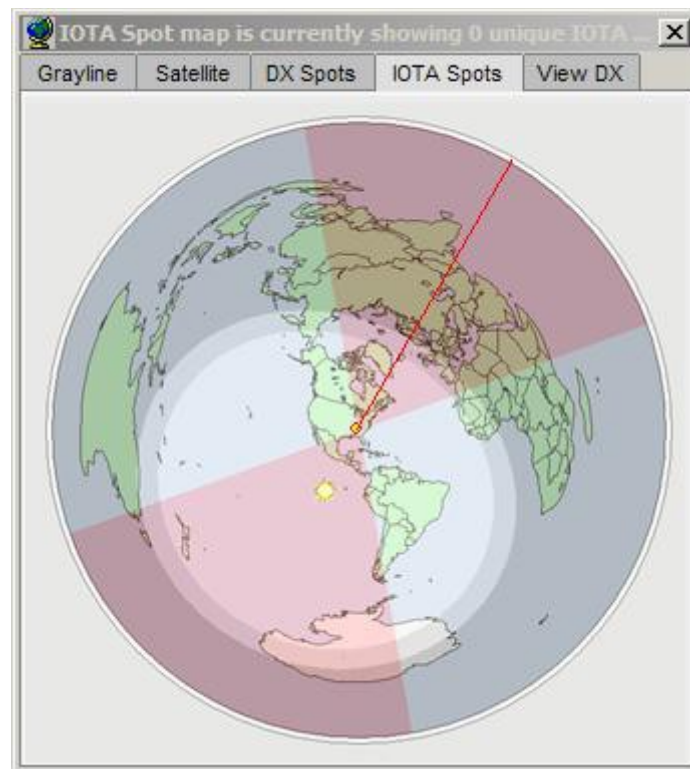 IOTA Spot map is currently showing 0 unique IOTA ...
Grayline Satellite DX Spots IOTA Spots View DX